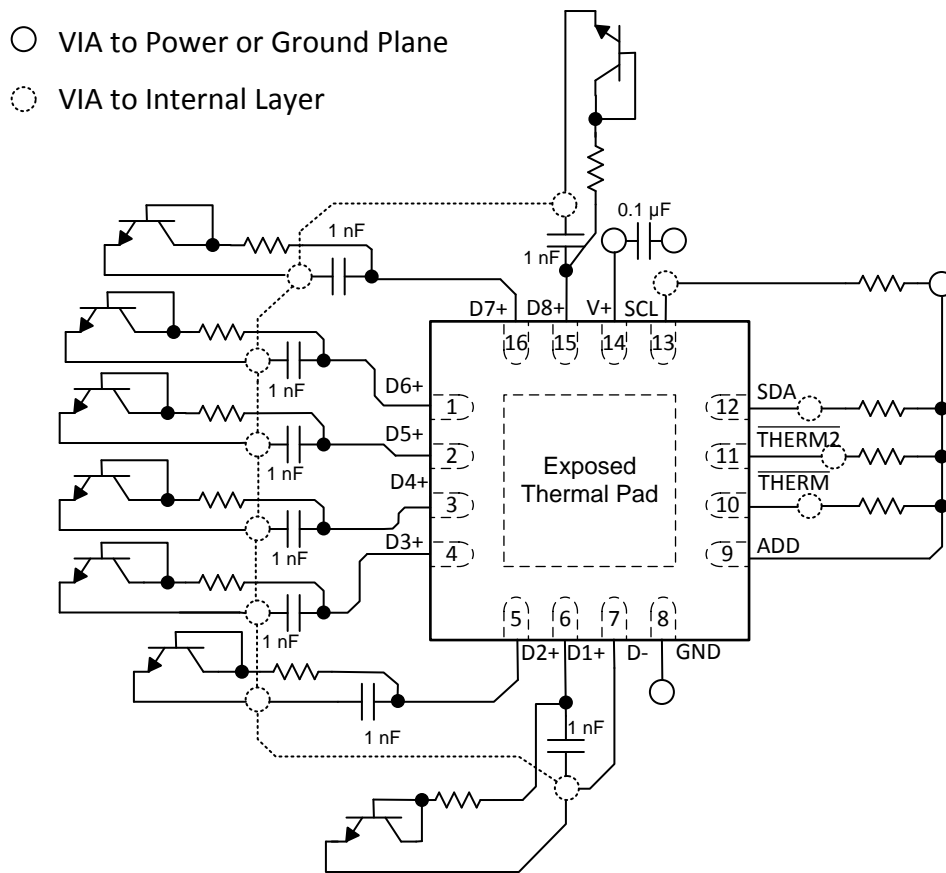 VIA to Power or Ground Plane
VIA to Internal Layer
0.1 µF
1 nF
1 nF
D7+
D8+
V+
SCL
16
15
14
13
D6+
1 nF
1
12
SDA
D5+
2
11
THERM2
1 nF
Exposed
Thermal Pad
D4+
3
10
THERM
1 nF
D3+
4
9
ADD
1 nF
5
6
7
8
D2+
D1+
D-
GND
1 nF
1 nF